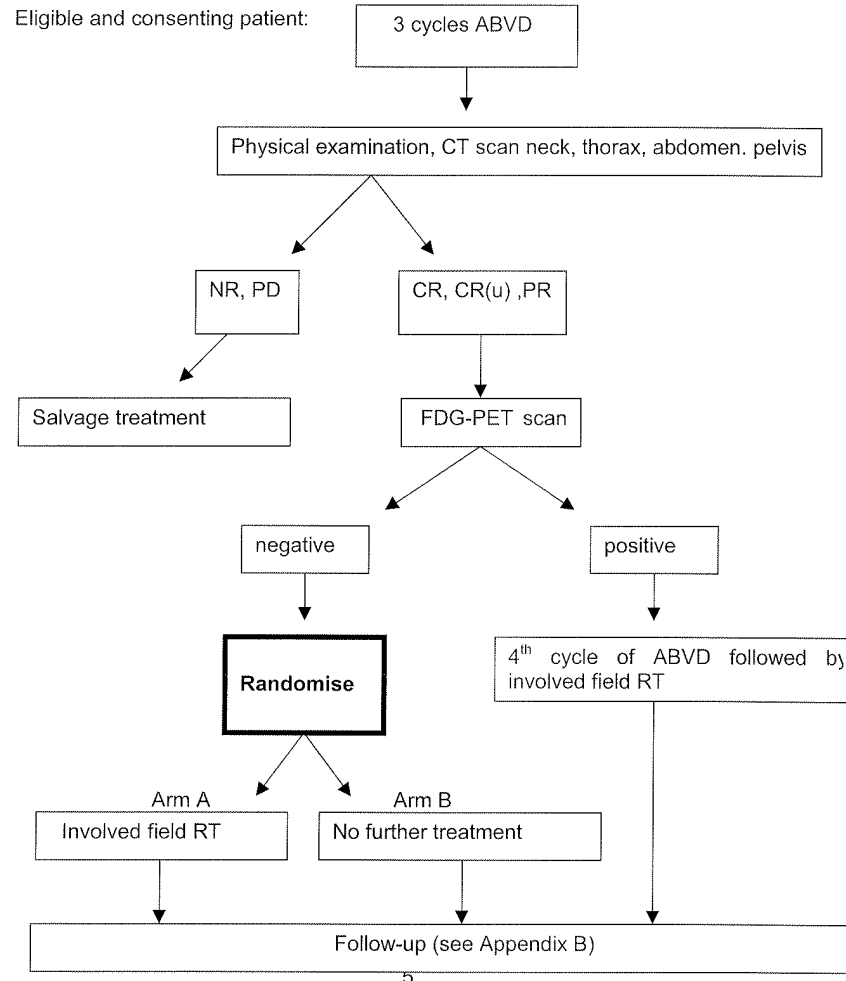 Eligible and consenting patient:
3 cycles ABVD
Physical examination, CT scan neck, thorax, abdomen. pelvis
NR, PD
CR, CR(u) ,PR
Salvage treatment
FDG-PET scan
negative
positive
Randomise
4th cycle of ABVD followed by
involved field RT
Arm A
Arm B
Involved field RT
No further treatment
Follow-up (see Appendix B)